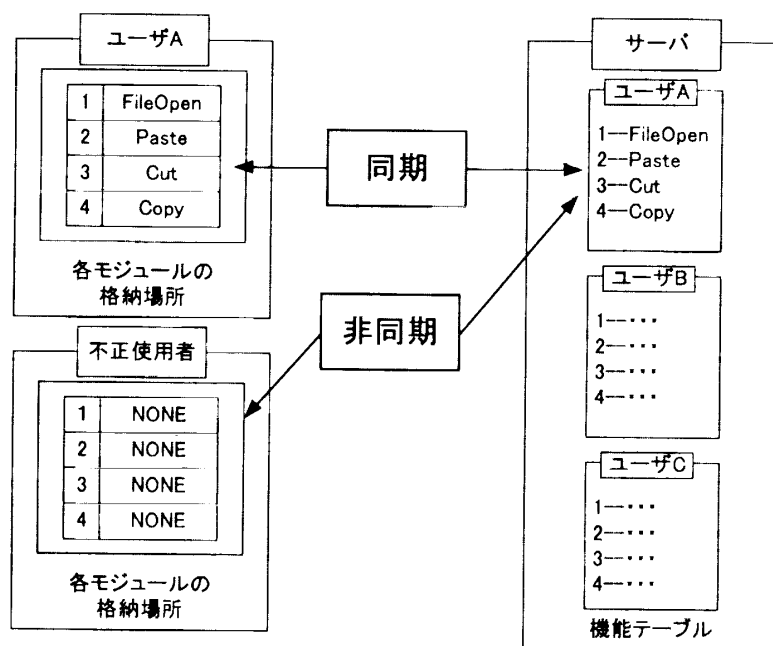 ユーザA
1 FileOpen
2 Paste
3 Cut
4 Copy
各モジュールの
格納場所
不正使用者
1 NONE
2 NONE
3 NONE
4 NONE
各モジュールの
格納場所
同期
非同期
サーバ
ユーザA
1―FileOpen
2―Paste
3―Cut
4―Copy
ユーザB
1―･･･
2―･･･
3―･･･
4―･･･
ユーザC
1―･･･
2―･･･
3―･･･
4―･･･
機能テーブル